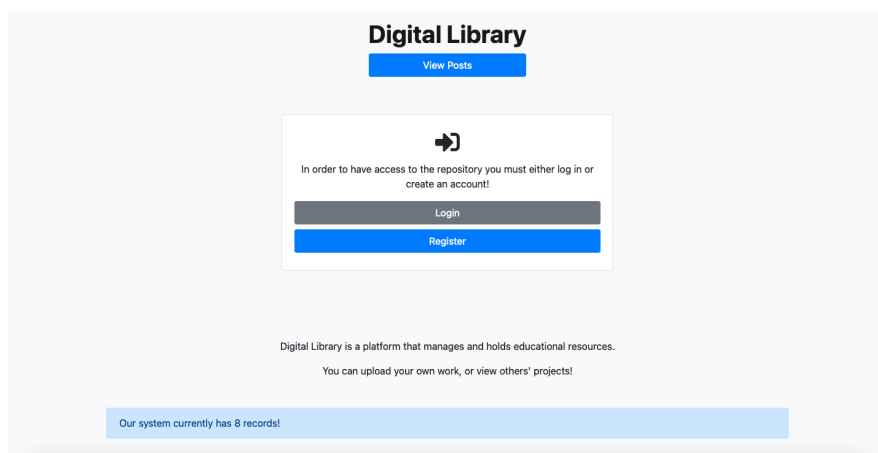 Digital Library
View Posts
In order to have access to the repository you must either log in or
create an account!
Login
Register
Digital Library is a platform that manages and holds educational resources.
You can upload your own work, or view others' projects!
Our system currently has 8 records!